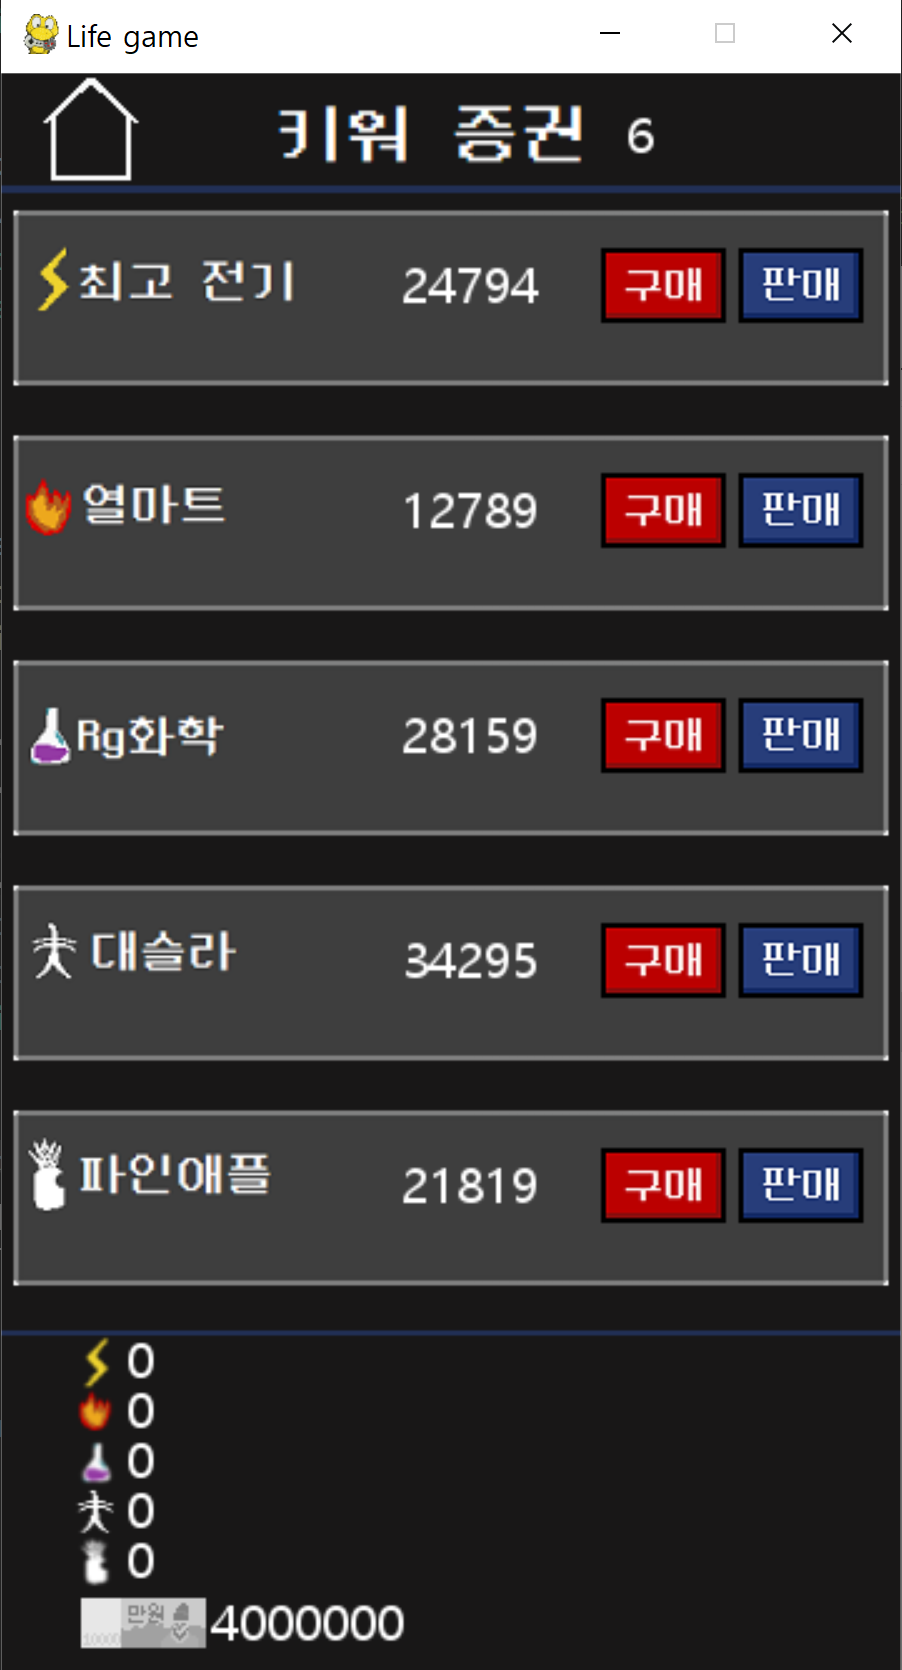 Life game
키워 증권 6
최고 전기 24794 구매 판매
열마트 12789 구매 판매
Rg화학 28159 구매 판매
대슬라 34295 구매 판매
파인애플 21819 구매 판매
0
0
0
0
0
10000 만원 4000000